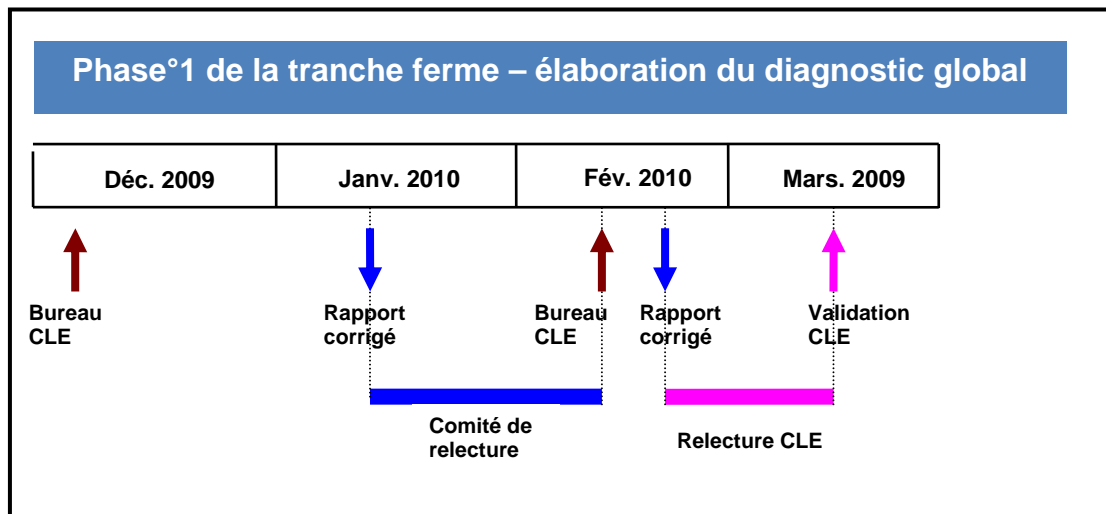 Phase°1 de la tranche ferme – élaboration du diagnostic global
Déc. 2009
Janv. 2010
Fév. 2010
Mars. 2009
Bureau
CLE
Rapport
corrigé
Bureau
CLE
Rapport
corrigé
Validation
CLE
Comité de
relecture
Relecture CLE